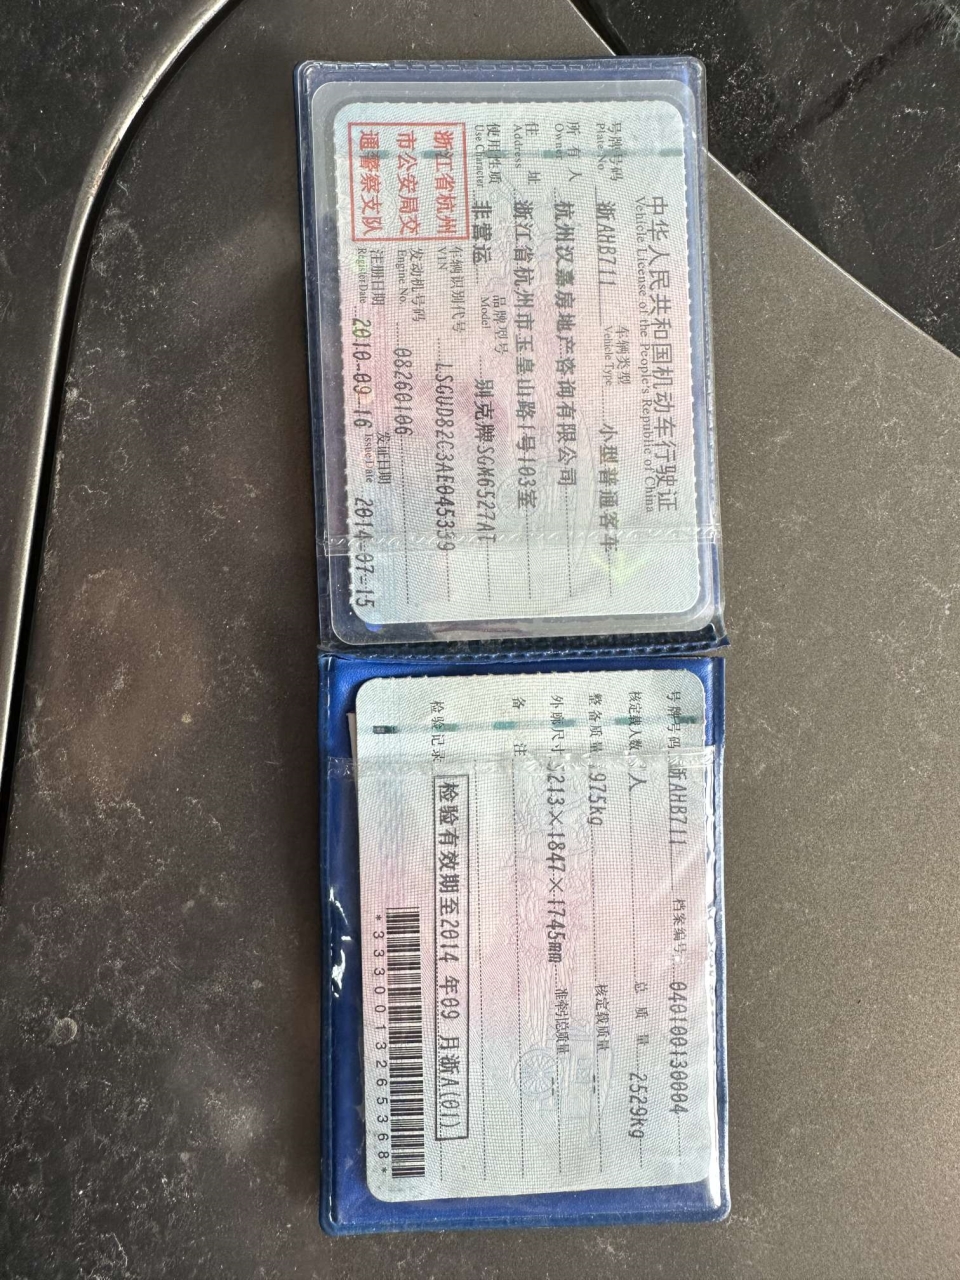 中华人民共和国机动车行驶证
Vehicle License of the People's Republic of China
号牌号码 浙AHB711 车辆类型 小型普通客车
Plate No. Vehicle Type
所有人 杭州汉嘉房地产咨询有限公司
Owner
住址 浙江省杭州市玉皇山路1号103室
Address
使用性质 非营运 品牌型号 别克牌SGM6527AT
Use Character Model
浙江省杭州
市公安局交
通警察支队
车辆识别代号 LSGUD82C3AE045339
VIN
发动机号码 08260106
Engine No.
注册日期 2010-09-16 发证日期 2014-07-15
Register Date Issue Date
号牌号码 浙AHB711 档案编号 040100130004
核定载人数 人 总质量 2529kg
整备质量 975kg 核定载质量 --
外廓尺寸 5213×1847×1745mm 准牵引总质量 --
备注
检验记录 检验有效期至2014年09月浙A(01)
*3330013265368*